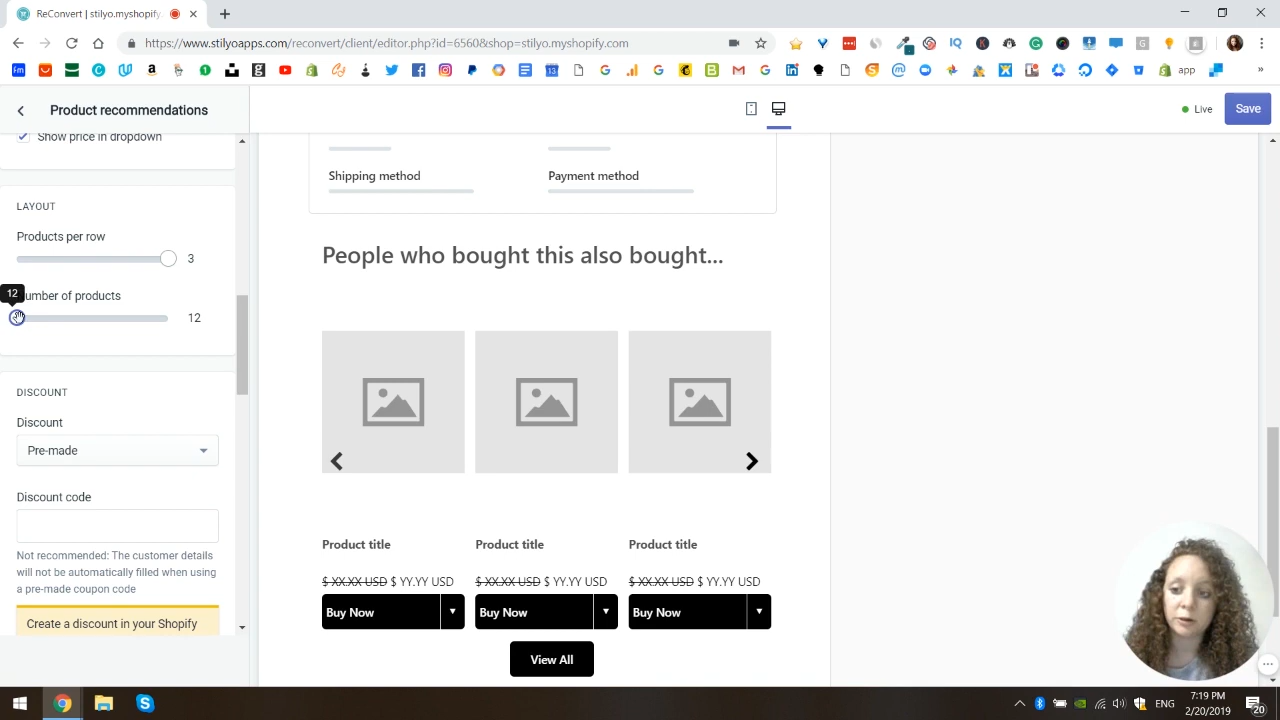 ReConvert | stilyo.myshopif
https://www.stilyoapps.com/reconvert/client/editor.php?id=6560&shop=stilyo.myshopify.com
app
Product recommendations
Live
Save
Show price in dropdown
LAYOUT
Products per row
3
12
umber of products
12
DISCOUNT
Discount
Pre-made
Discount code
Not recommended: The customer details
will not be automatically filled when using
a pre-made coupon code
Create a discount in your Shopify
Shipping method
Payment method
People who bought this also bought...
Product title
Product title
Product title
$ XX.XX USD $ YY.YY USD
$ XX.XX USD $ YY.YY USD
$ XX.XX USD $ YY.YY USD
Buy Now
Buy Now
Buy Now
View All
ENG
7:19 PM
2/20/2019
20